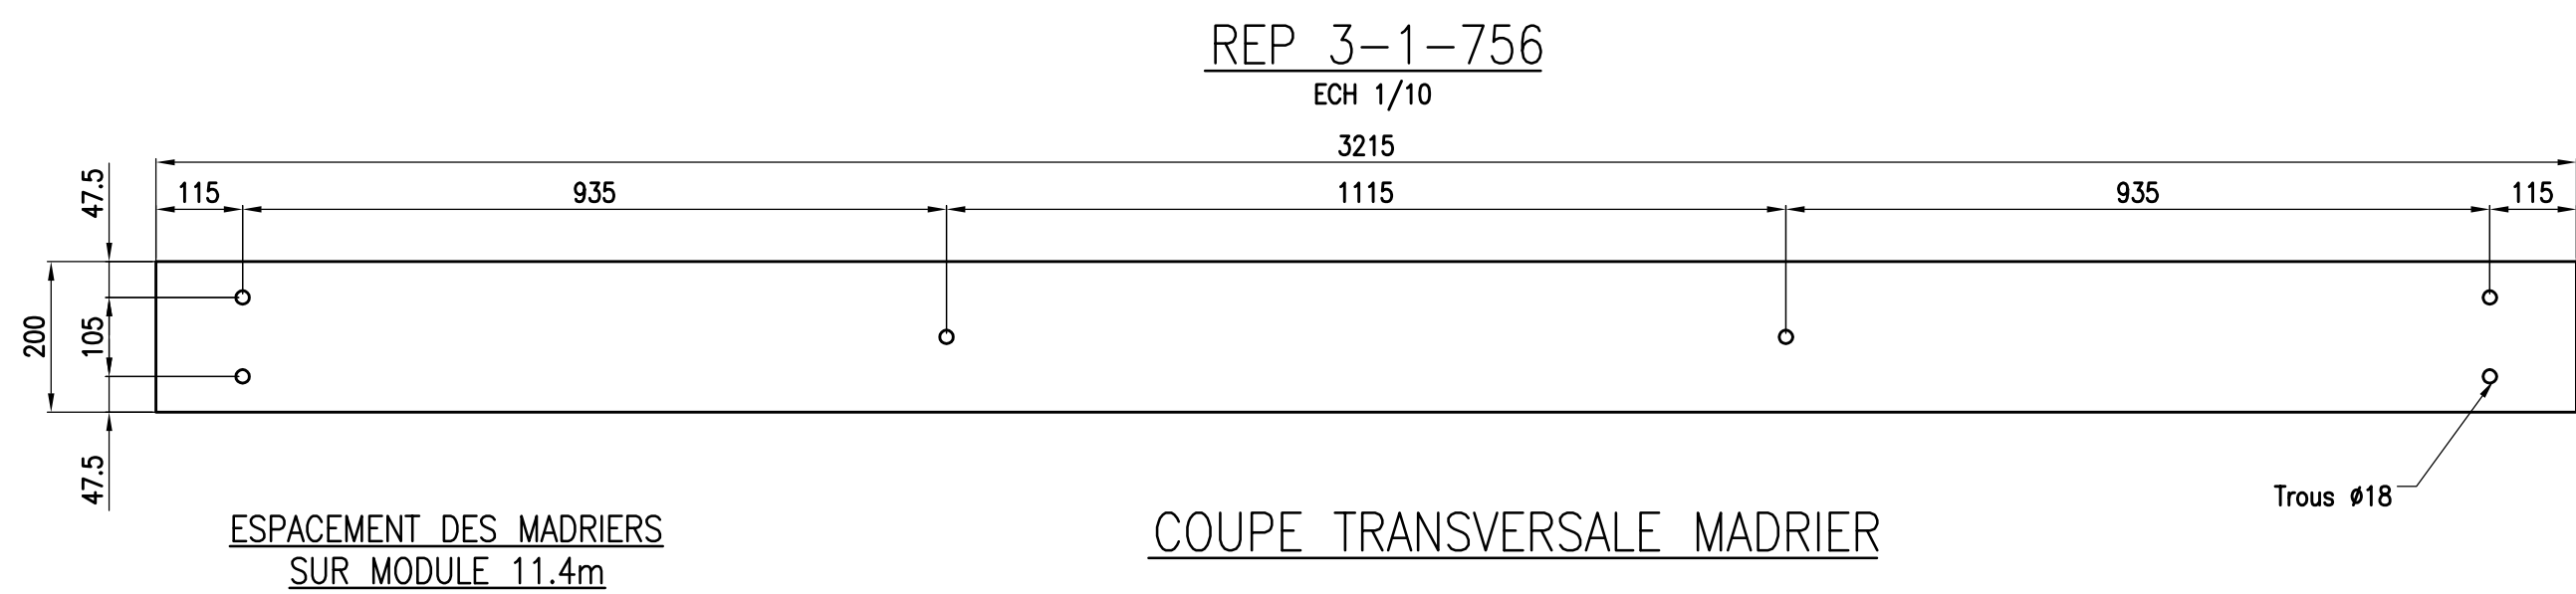 REP 3-1-756
ECH 1/10
3215
115 935 1115 935 115
47.5
200
105
47.5
Trous ø18
ESPACEMENT DES MADRIERS
SUR MODULE 11.4m
COUPE TRANSVERSALE MADRIER